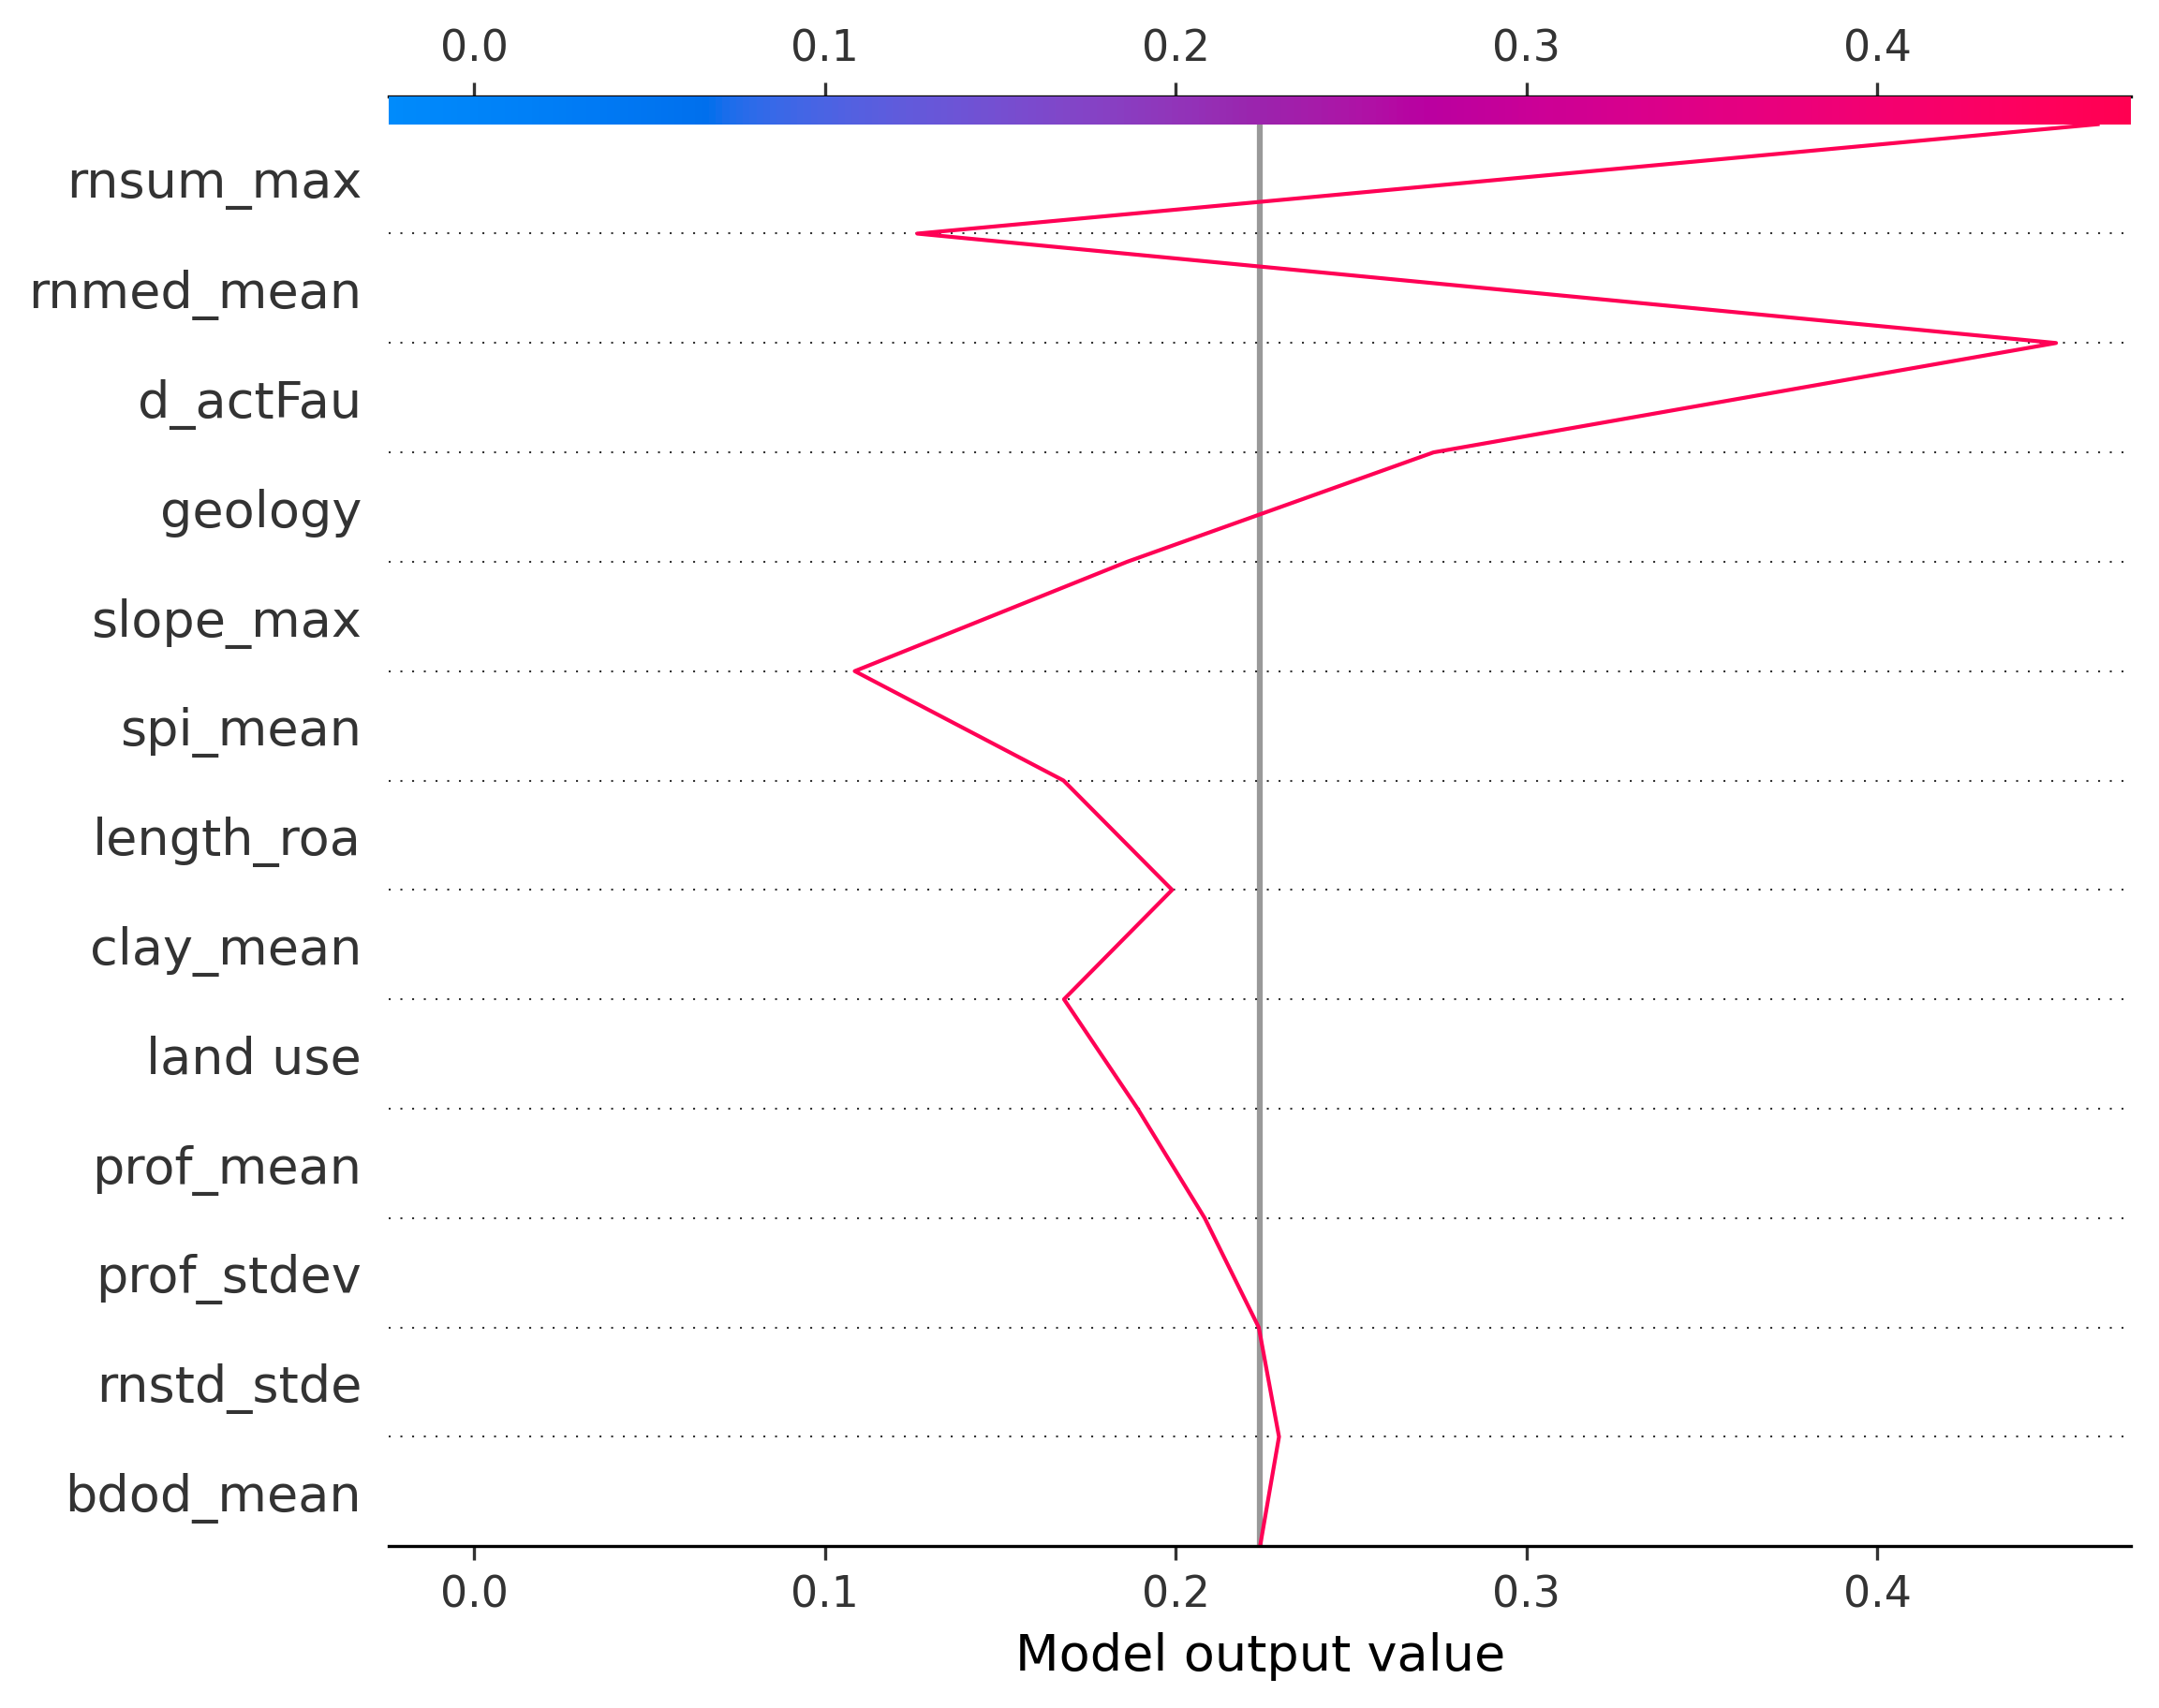 0.0 0.1 0.2 0.3 0.4
rnsum_max
rnmed_mean
d_actFau
geology
slope_max
spi_mean
length_roa
clay_mean
land use
prof_mean
prof_stdev
rnstd_stde
bdod_mean
0.0 0.1 0.2 0.3 0.4
Model output value